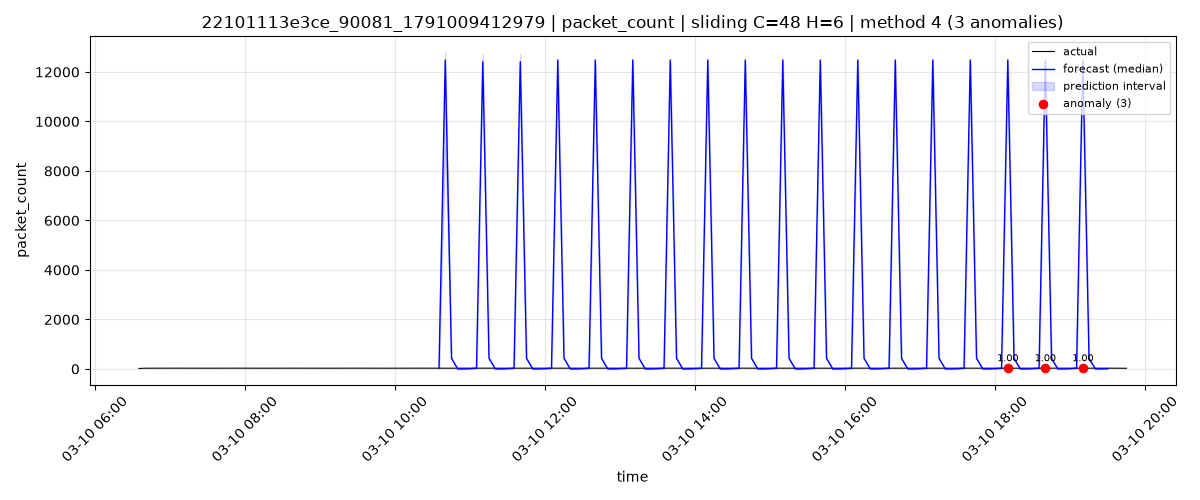 22101113e3ce_90081_1791009412979 | packet_count | sliding C=48 H=6 | method 4 (3 anomalies)
actual
forecast (median)
prediction interval
anomaly (3)
12000
10000
8000
6000
4000
2000
0
packet_count
1.00 1.00 1.00
03-10 06:00 03-10 08:00 03-10 10:00 03-10 12:00 03-10 14:00 03-10 16:00 03-10 18:00 03-10 20:00
time